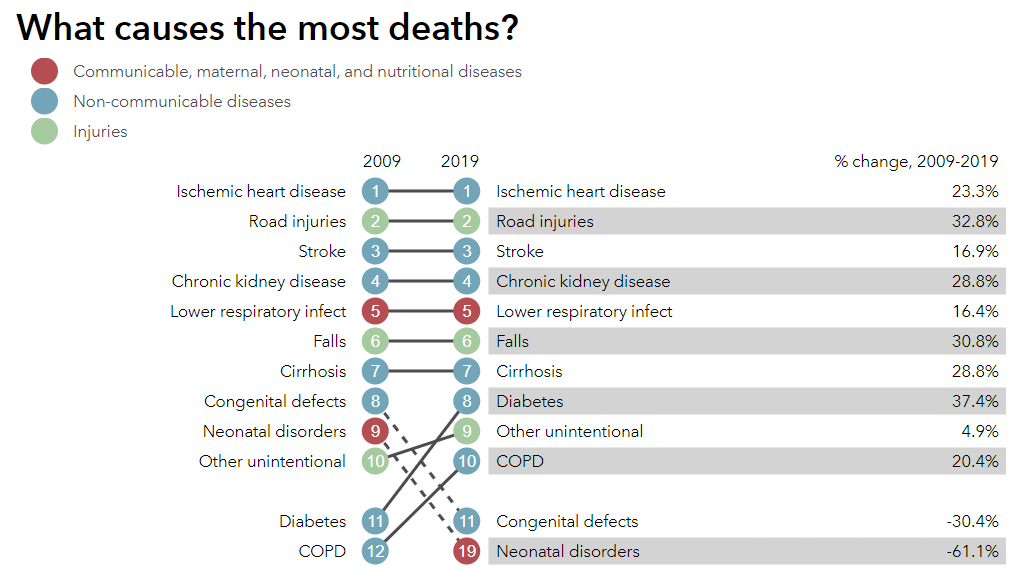 What causes the most deaths?
Communicable, maternal, neonatal, and nutritional diseases
Non-communicable diseases
Injuries
2009 2019 % change, 2009-2019
Ischemic heart disease 1 1 Ischemic heart disease 23.3%
Road injuries 2 2 Road injuries 32.8%
Stroke 3 3 Stroke 16.9%
Chronic kidney disease 4 4 Chronic kidney disease 28.8%
Lower respiratory infect 5 5 Lower respiratory infect 16.4%
Falls 6 6 Falls 30.8%
Cirrhosis 7 7 Cirrhosis 28.8%
Congenital defects 8 8 Diabetes 37.4%
Neonatal disorders 9 9 Other unintentional 4.9%
Other unintentional 10 10 COPD 20.4%
Diabetes 11 11 Congenital defects -30.4%
COPD 12 19 Neonatal disorders -61.1%